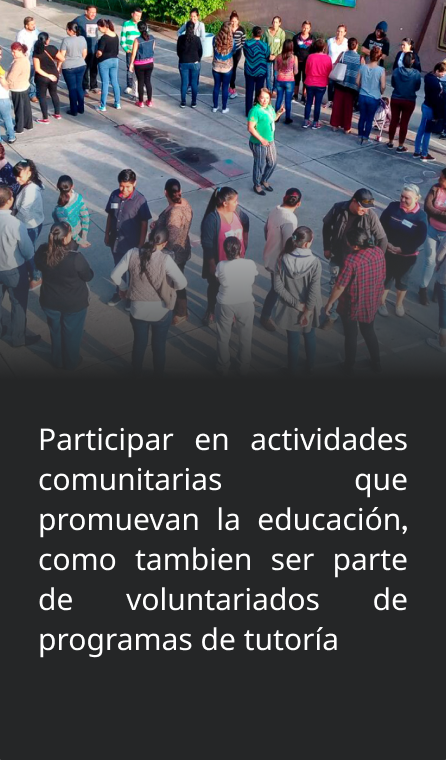 Participar en actividades
comunitarias que
promuevan la educación,
como tambien ser parte
de voluntariados de
programas de tutoría